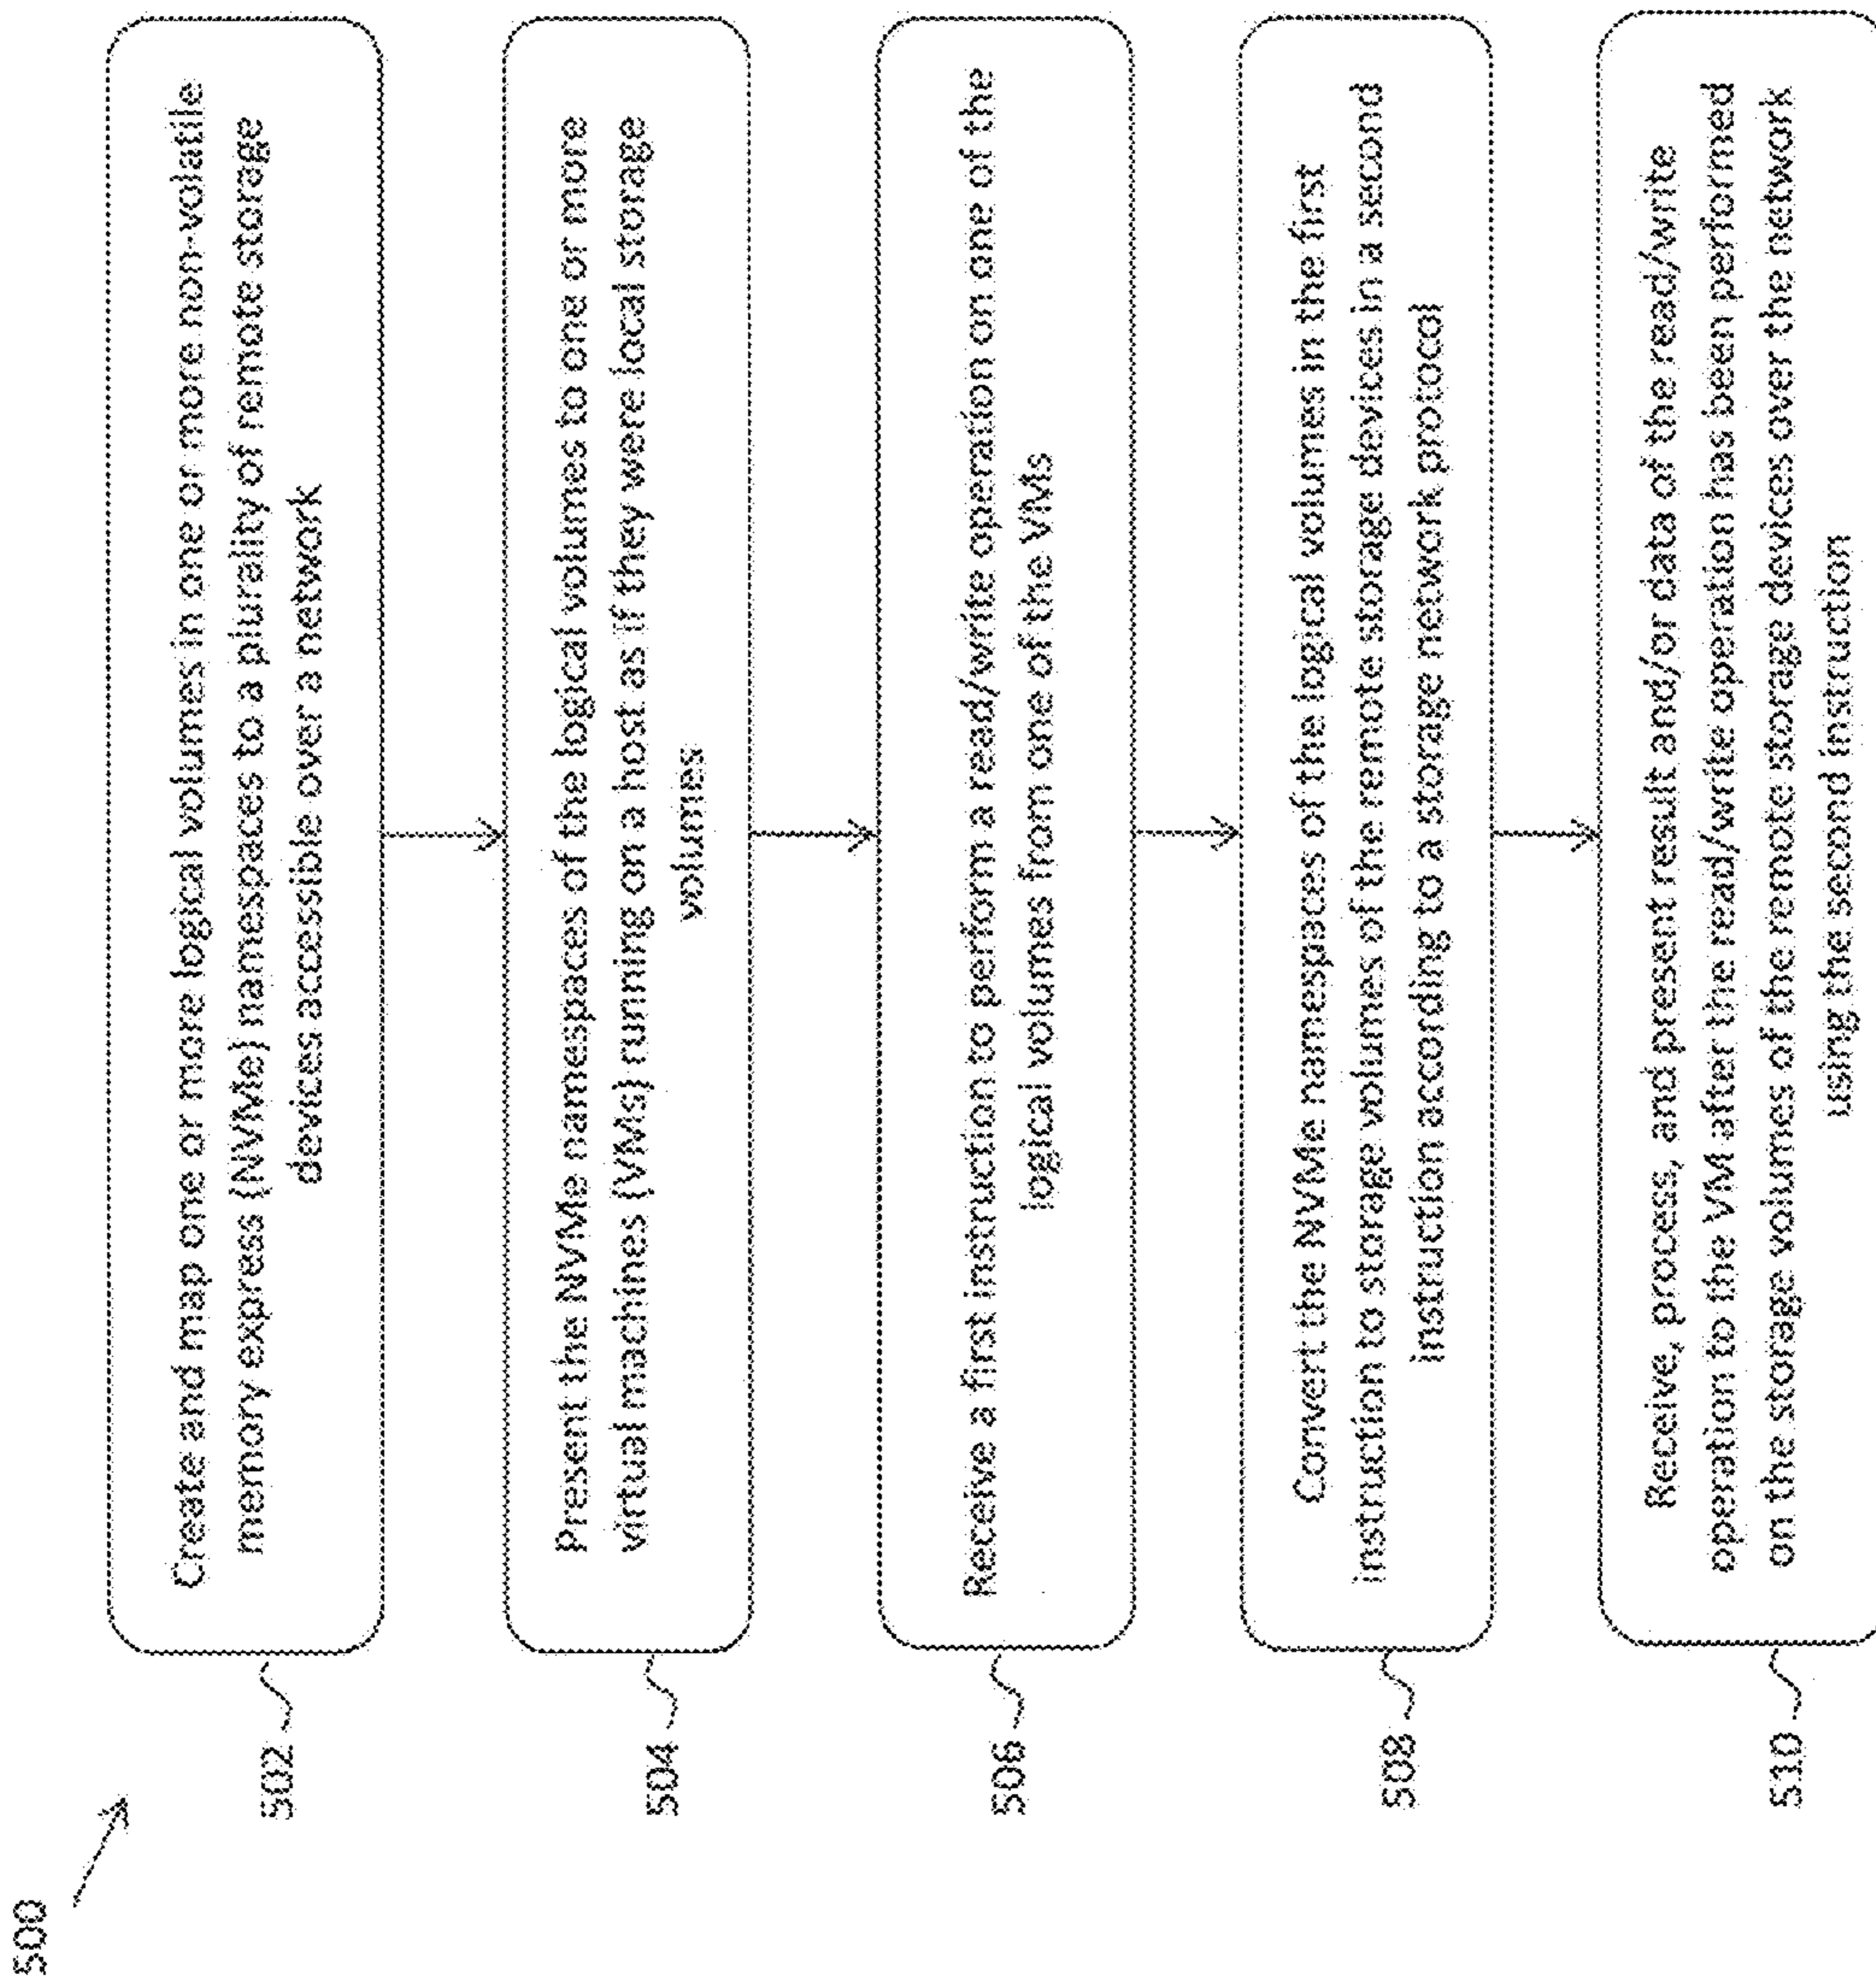 500
502
Create and map one or more logical volumes in one or more non-volatile
memory express (NVMe) namespaces to a plurality of remote storage
devices accessible over a network
504
Present the NVMe namespaces of the logical volumes to one or more
virtual machines (VMs) running on a host as if they were local storage
volumes
506
Receive a first instruction to perform a read/write operation on one of the
logical volumes from one of the VMs
508
Convert the NVMe namespaces of the logical volumes in the first
instruction to storage volumes of the remote storage devices in a second
instruction according to a storage network protocol
510
Receive, process, and present result and/or data of the read/write
operation to the VM after the read/write operation has been performed
on the storage volumes of the remote storage devices over the network
using the second instruction